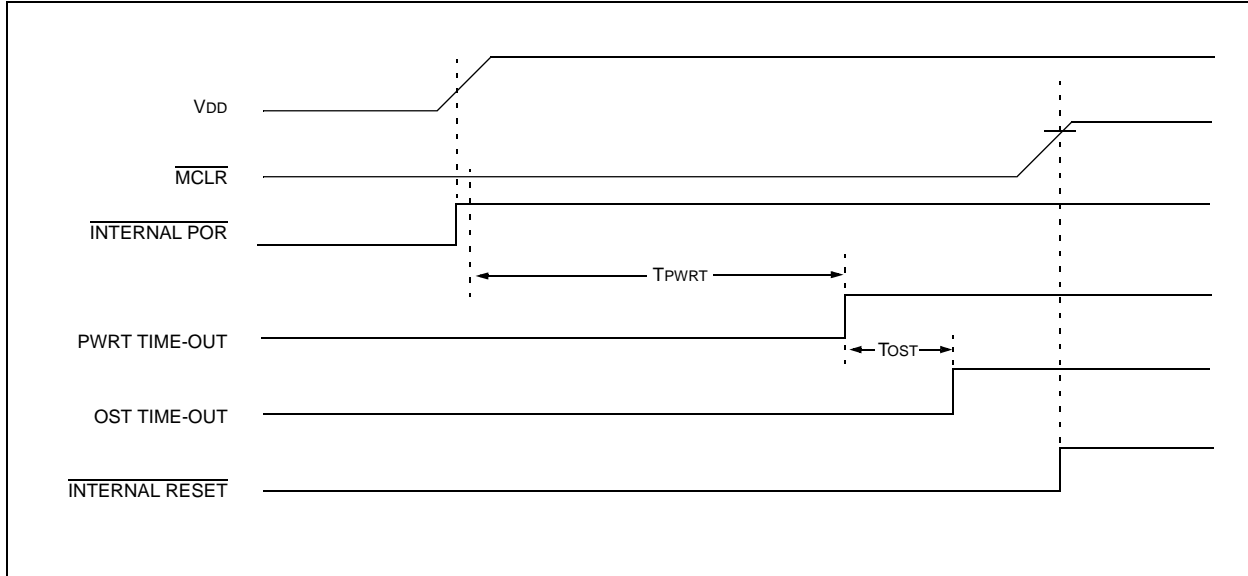 VDD
MCLR
INTERNAL POR
TPWRT
PWRT TIME-OUT
TOST
OST TIME-OUT
INTERNAL RESET